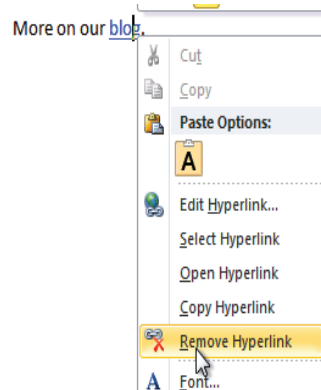 More on our blog.
Cut
Copy
Paste Options:
A
Edit Hyperlink...
Select Hyperlink
Open Hyperlink
Copy Hyperlink
Remove Hyperlink
A Font...